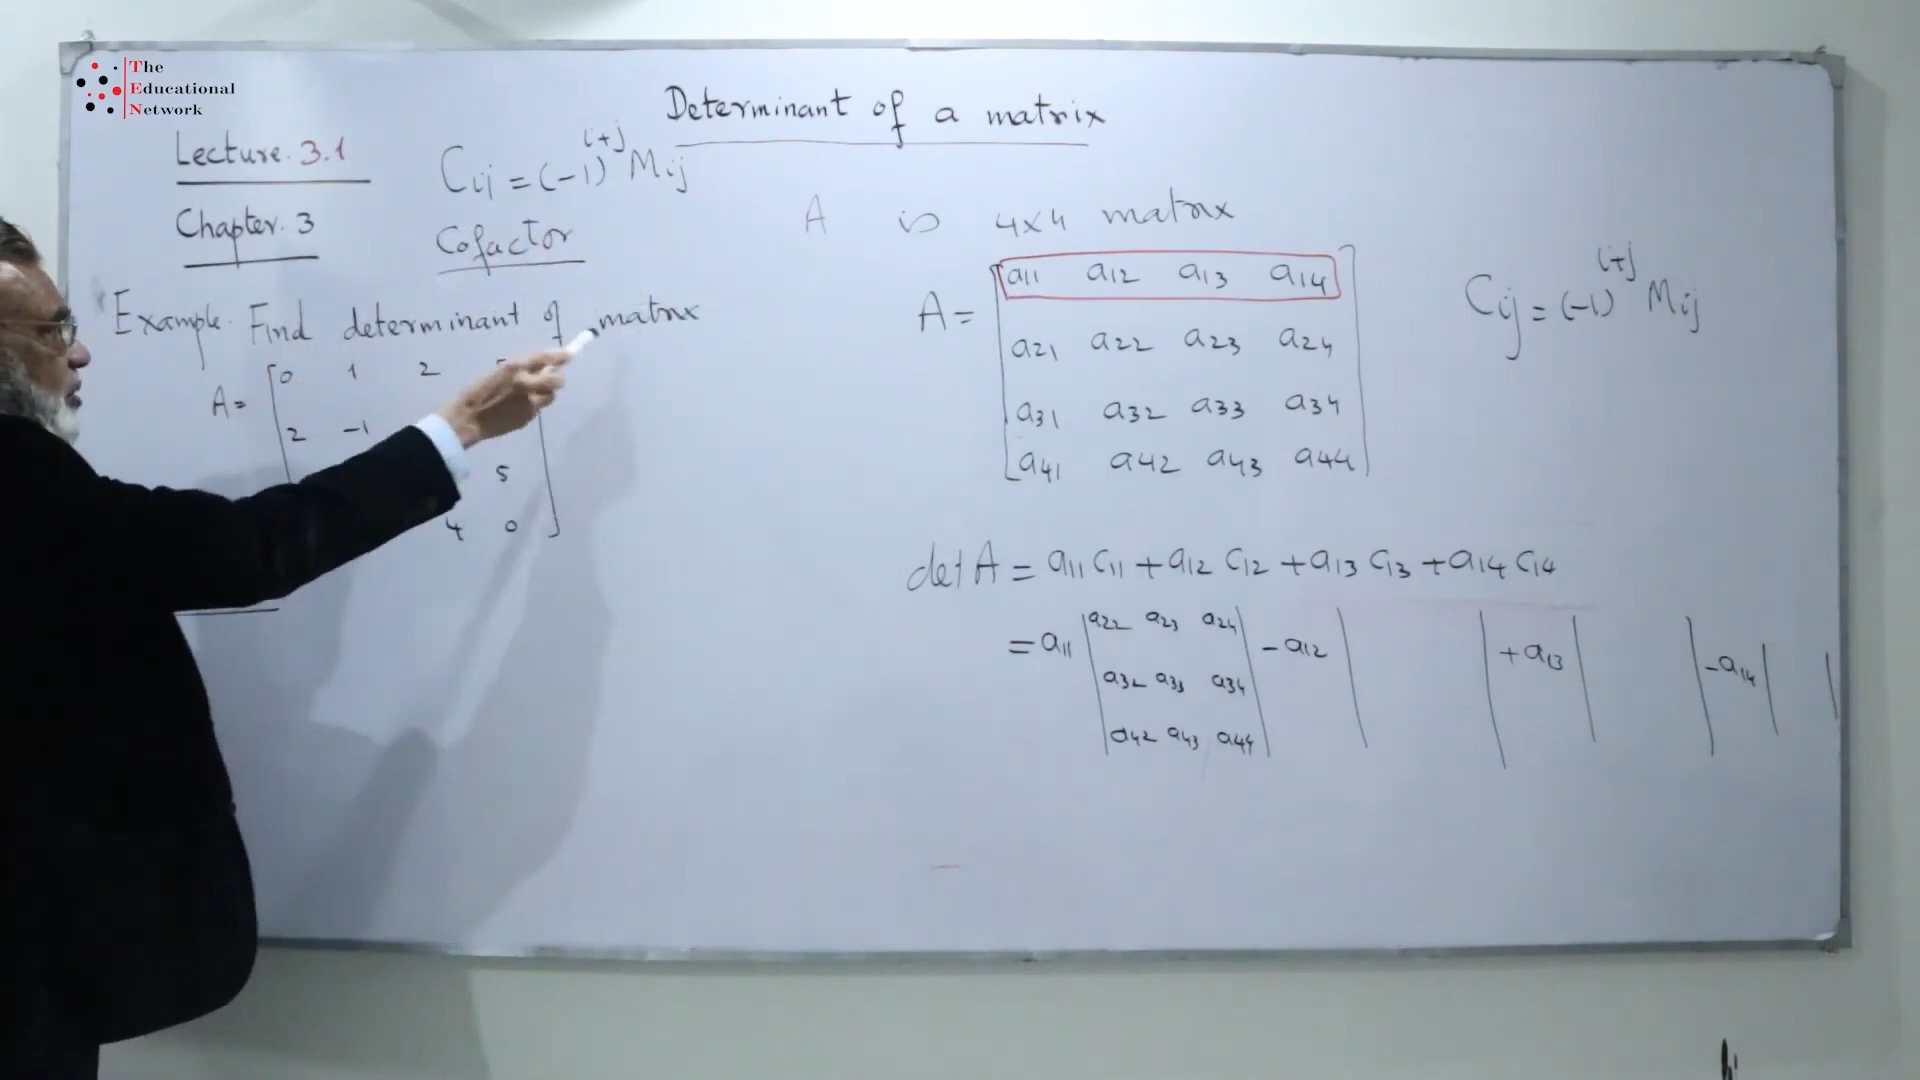 The
Educational
Network
Determinant of a matrix
Lecture. 3.1
Chapter. 3
Cij = (-1)^i+j Mij
Cofactor
Example. Find determinant of matrix
A= 0 1 2
2 -1
5
4 0
A is 4x4 matrix
A= a11 a12 a13 a14
a21 a22 a23 a24
a31 a32 a33 a34
a41 a42 a43 a44
Cij = (-1)^i+j Mij
det A = a11 C11 + a12 C12 + a13 C13 + a14 C14
= a11 | a22 a23 a24 | - a12 | | + a13 | | - a14 | |
a32 a33 a34
a42 a43 a44